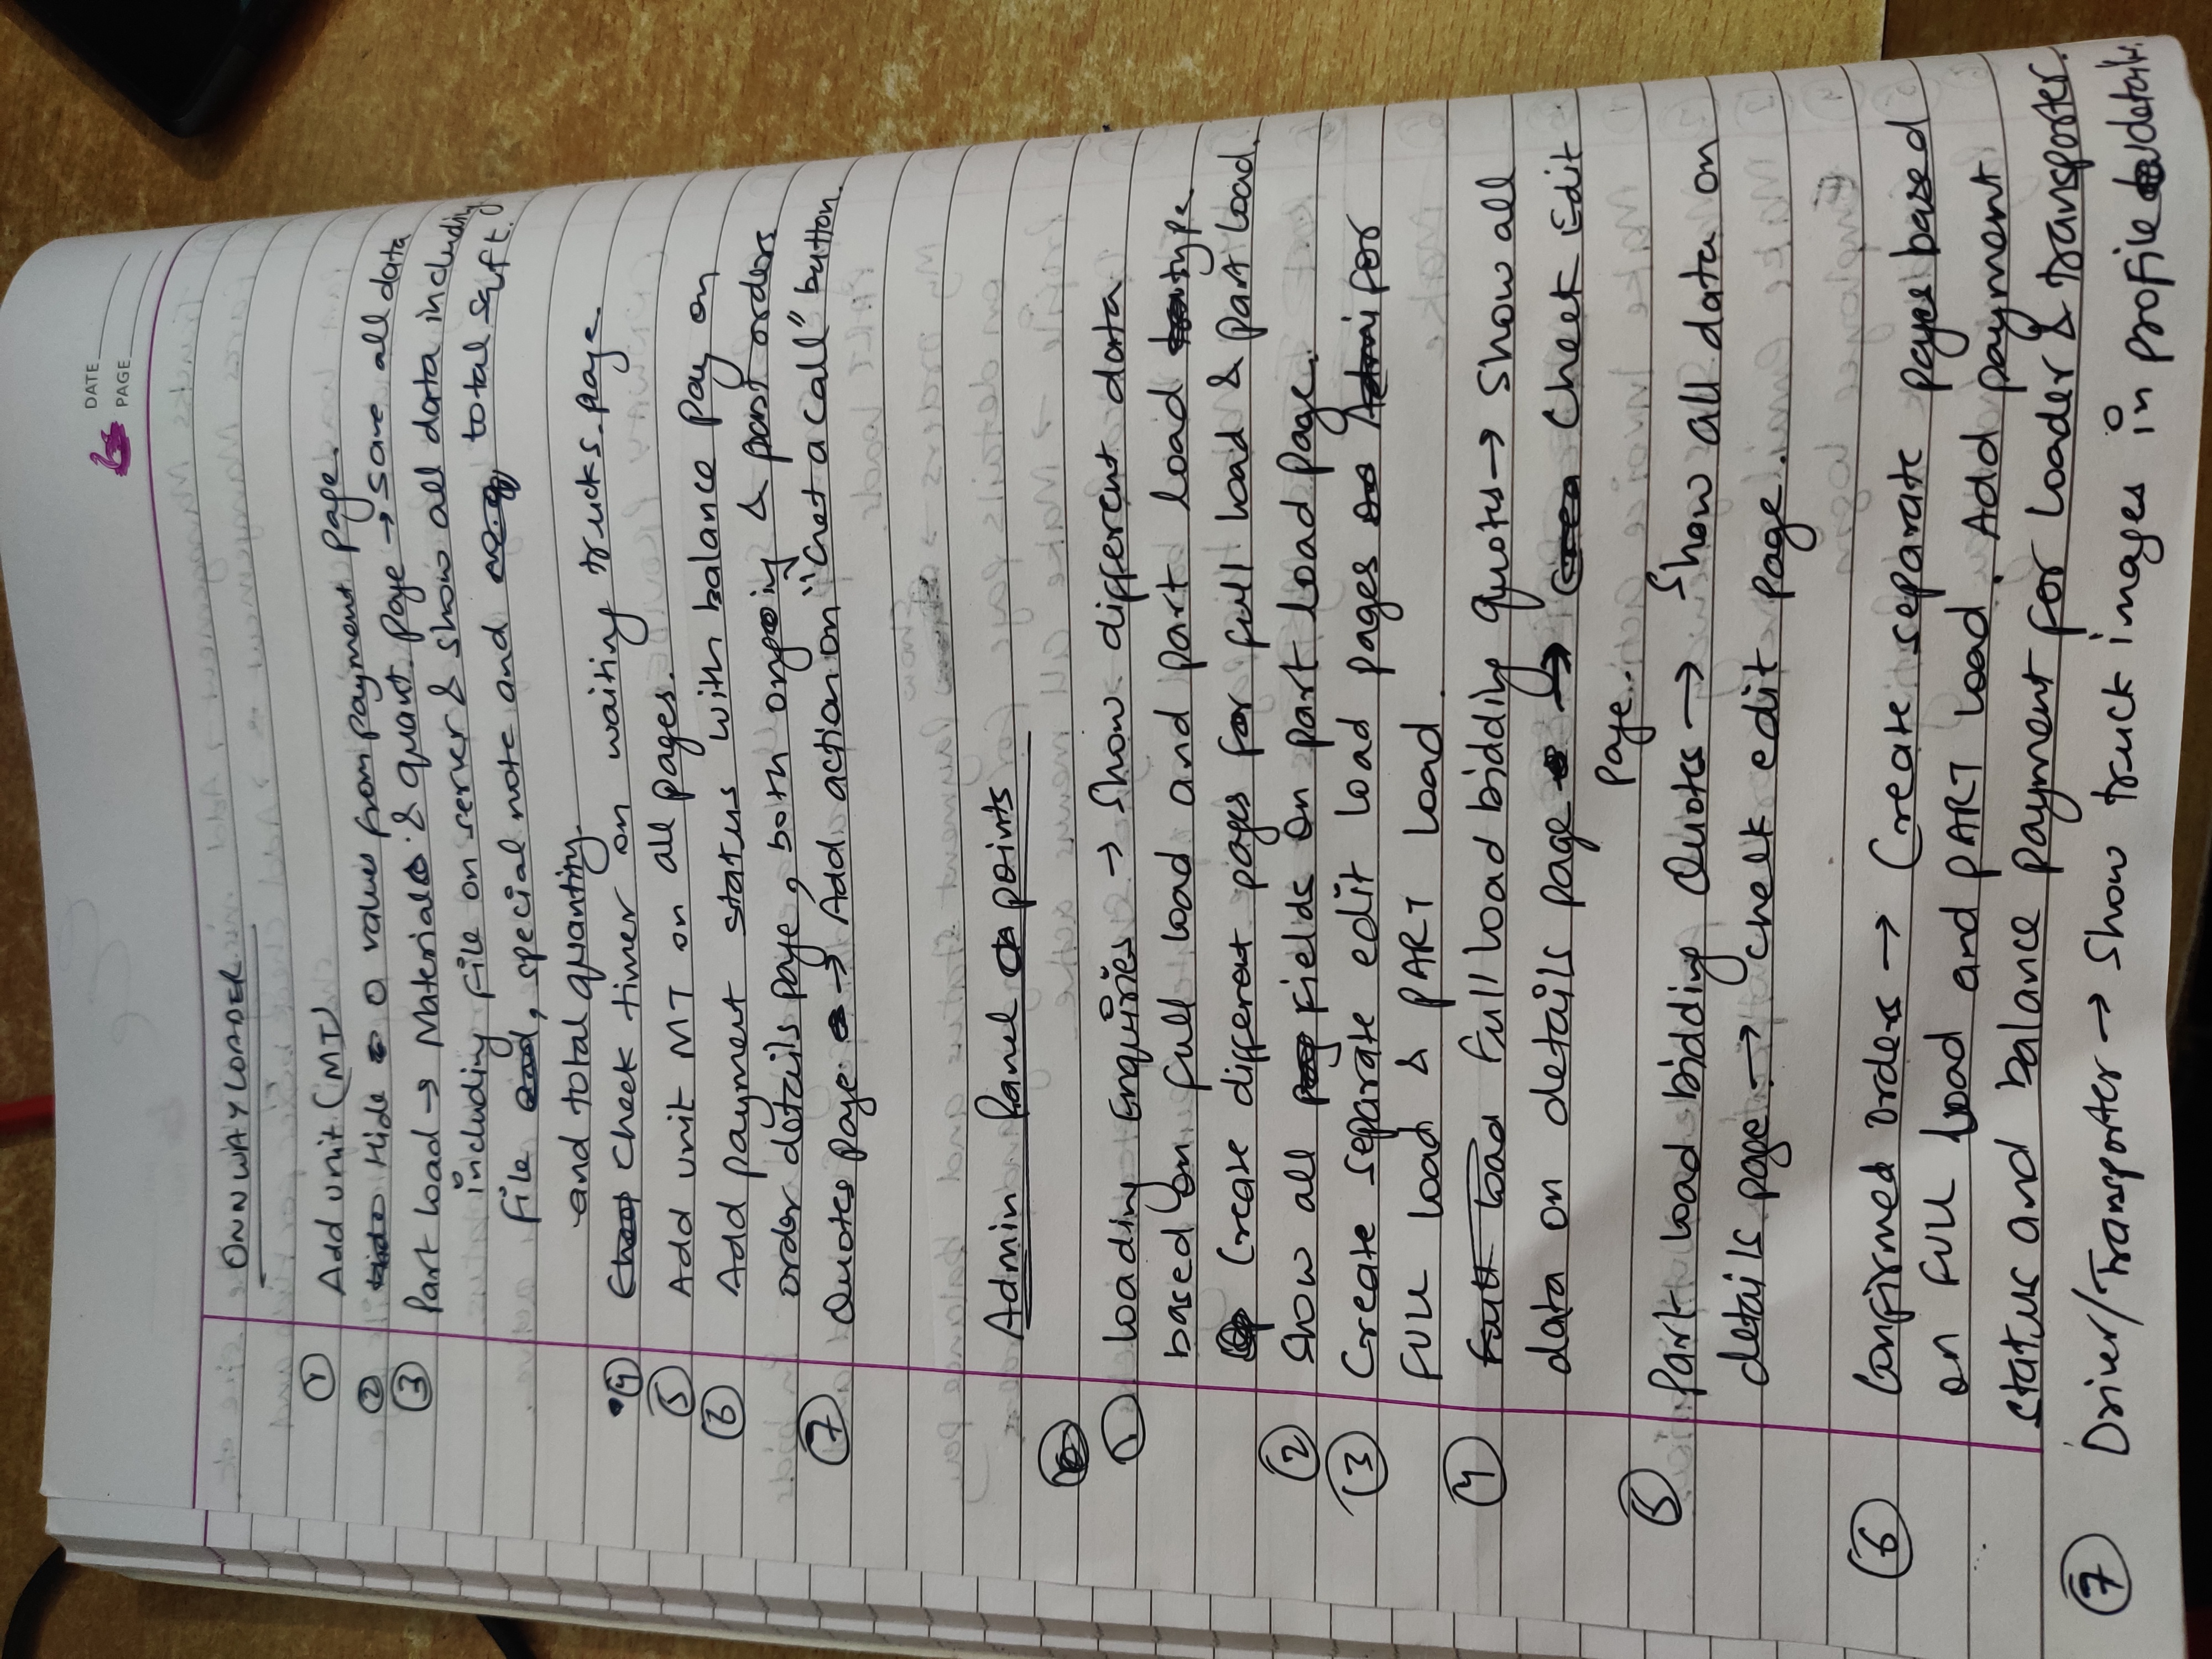 DATE
PAGE
ONNWAY LOADER
① Add unit (MT)
② Hide 0 values from payment page.
③ Part load → Material & quant. page → save all data
including file on server & show all data including
file, special note and total sqft.
and total quantity.
④ Check timer on waiting trucks page.
⑤ Add unit MT on all pages.
⑥ Add payment status with balance pay on
order details page, both ongoing & past orders
⑦ Quotes page → Add action on "Get a call" button.
Admin Panel points
① Loading Enquiries → Show different data
based on full load and part load type
Create different pages for full load & part load.
② Show all fields on part load page.
③ Create separate edit load pages for
FULL load & PART load.
④ Full load bidding quotes → Show all
data on details page → Check Edit
page.
⑤ Part load bidding Quotes → Show all data on
details page → check edit page.
⑥ Confirmed orders → Create separate pages based
on FULL load and PART load. Add payment
status and balance payment for loader & transporter.
⑦ Driver/Transporter → Show truck images in profile details.